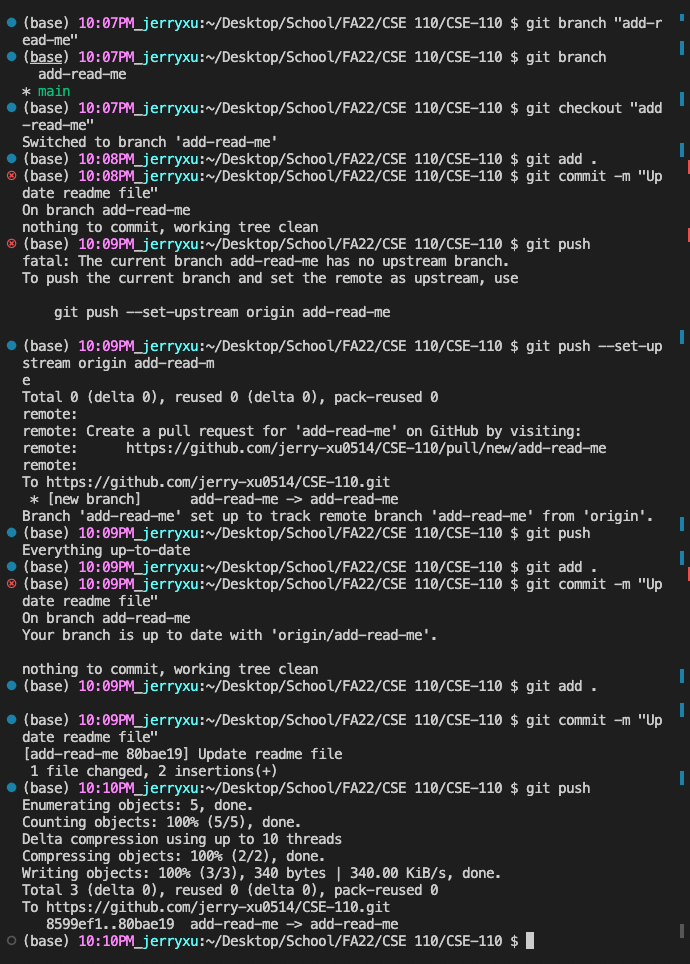 (base) 10:07PM_jerryxu:~/Desktop/School/FA22/CSE 110/CSE-110 $ git branch "add-r
ead-me"
(base) 10:07PM_jerryxu:~/Desktop/School/FA22/CSE 110/CSE-110 $ git branch
  add-read-me
* main
(base) 10:07PM_jerryxu:~/Desktop/School/FA22/CSE 110/CSE-110 $ git checkout "add
-read-me"
Switched to branch 'add-read-me'
(base) 10:08PM_jerryxu:~/Desktop/School/FA22/CSE 110/CSE-110 $ git add .
(base) 10:08PM_jerryxu:~/Desktop/School/FA22/CSE 110/CSE-110 $ git commit -m "Up
date readme file"
On branch add-read-me
nothing to commit, working tree clean
(base) 10:09PM_jerryxu:~/Desktop/School/FA22/CSE 110/CSE-110 $ git push
fatal: The current branch add-read-me has no upstream branch.
To push the current branch and set the remote as upstream, use

    git push --set-upstream origin add-read-me

(base) 10:09PM_jerryxu:~/Desktop/School/FA22/CSE 110/CSE-110 $ git push --set-up
stream origin add-read-m
e
Total 0 (delta 0), reused 0 (delta 0), pack-reused 0
remote:
remote: Create a pull request for 'add-read-me' on GitHub by visiting:
remote:      https://github.com/jerry-xu0514/CSE-110/pull/new/add-read-me
remote:
To https://github.com/jerry-xu0514/CSE-110.git
 * [new branch]      add-read-me -> add-read-me
Branch 'add-read-me' set up to track remote branch 'add-read-me' from 'origin'.
(base) 10:09PM_jerryxu:~/Desktop/School/FA22/CSE 110/CSE-110 $ git push
Everything up-to-date
(base) 10:09PM_jerryxu:~/Desktop/School/FA22/CSE 110/CSE-110 $ git add .
(base) 10:09PM_jerryxu:~/Desktop/School/FA22/CSE 110/CSE-110 $ git commit -m "Up
date readme file"
On branch add-read-me
Your branch is up to date with 'origin/add-read-me'.

nothing to commit, working tree clean
(base) 10:09PM_jerryxu:~/Desktop/School/FA22/CSE 110/CSE-110 $ git add .

(base) 10:09PM_jerryxu:~/Desktop/School/FA22/CSE 110/CSE-110 $ git commit -m "Up
date readme file"
[add-read-me 80bae19] Update readme file
 1 file changed, 2 insertions(+)
(base) 10:10PM_jerryxu:~/Desktop/School/FA22/CSE 110/CSE-110 $ git push
Enumerating objects: 5, done.
Counting objects: 100% (5/5), done.
Delta compression using up to 10 threads
Compressing objects: 100% (2/2), done.
Writing objects: 100% (3/3), 340 bytes | 340.00 KiB/s, done.
Total 3 (delta 0), reused 0 (delta 0), pack-reused 0
To https://github.com/jerry-xu0514/CSE-110.git
   8599ef1..80bae19  add-read-me -> add-read-me
(base) 10:10PM_jerryxu:~/Desktop/School/FA22/CSE 110/CSE-110 $